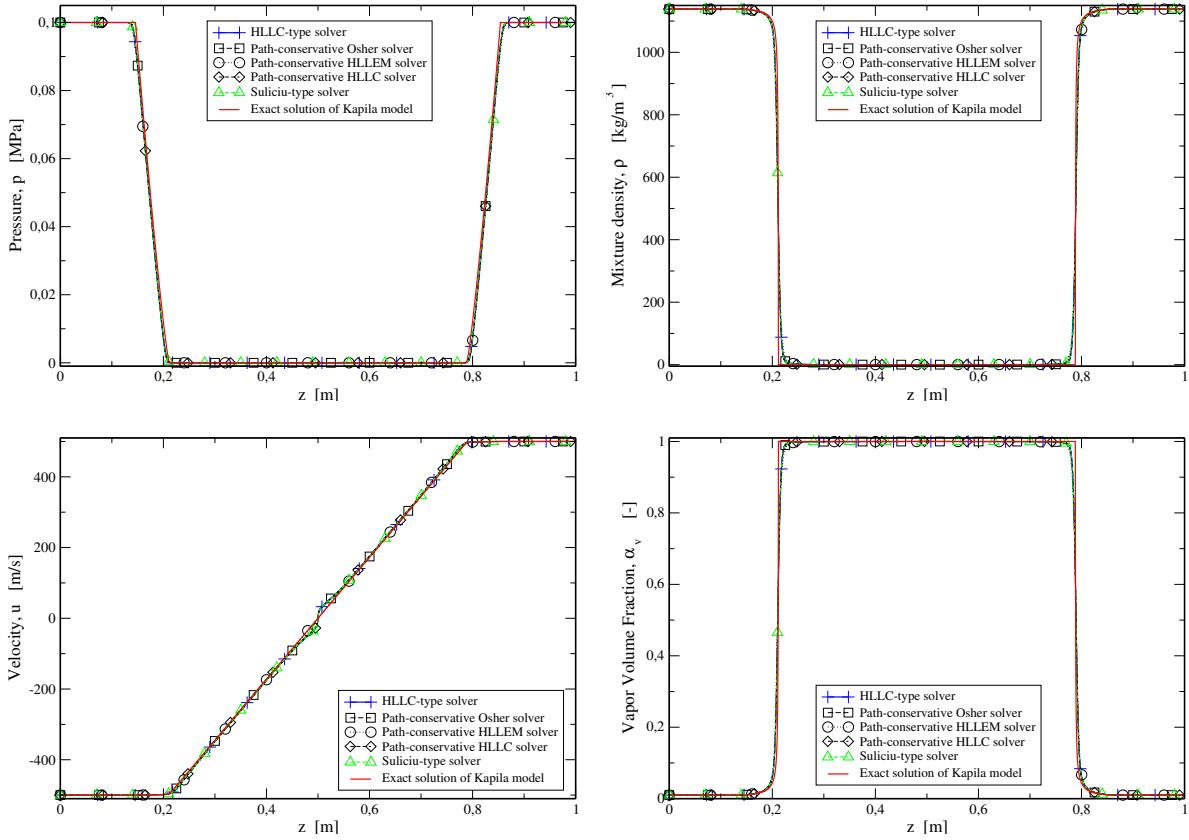 0,1
0,08
0,06
0,04
0,02
0
Pressure, p [MPa]
HLLC-type solver
Path-conservative Osher solver
Path-conservative HLLEM solver
Path-conservative HLLC solver
Suliciu-type solver
Exact solution of Kapila model
0 0,2 0,4 0,6 0,8 1
z [m]
1000
800
600
400
200
0
Mixture density, ρ [kg/m³]
HLLC-type solver
Path-conservative Osher solver
Path-conservative HLLEM solver
Path-conservative HLLC solver
Suliciu-type solver
Exact solution of Kapila model
0 0,2 0,4 0,6 0,8 1
z [m]
400
200
0
-200
-400
Velocity, u [m/s]
HLLC-type solver
Path-conservative Osher solver
Path-conservative HLLEM solver
Path-conservative HLLC solver
Suliciu-type solver
Exact solution of Kapila model
0 0,2 0,4 0,6 0,8 1
z [m]
1
0,8
0,6
0,4
0,2
0
Vapor Volume Fraction, α_v [-]
HLLC-type solver
Path-conservative Osher solver
Path-conservative HLLEM solver
Path-conservative HLLC solver
Suliciu-type solver
Exact solution of Kapila model
0 0,2 0,4 0,6 0,8 1
z [m]